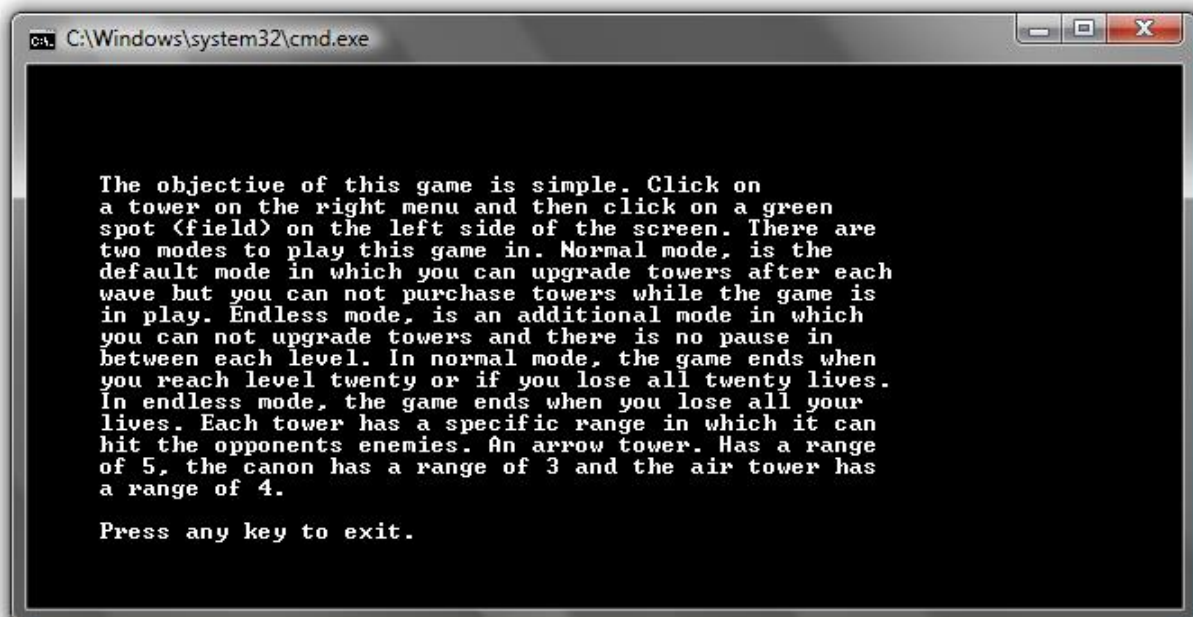 C:\Windows\system32\cmd.exe
The objective of this game is simple. Click on
a tower on the right menu and then click on a green
spot (field) on the left side of the screen. There are
two modes to play this game in. Normal mode, is the
default mode in which you can upgrade towers after each
wave but you can not purchase towers while the game is
in play. Endless mode, is an additional mode in which
you can not upgrade towers and there is no pause in
between each level. In normal mode, the game ends when
you reach level twenty or if you lose all twenty lives.
In endless mode, the game ends when you lose all your
lives. Each tower has a specific range in which it can
hit the opponents enemies. An arrow tower. Has a range
of 5, the canon has a range of 3 and the air tower has
a range of 4.
Press any key to exit.